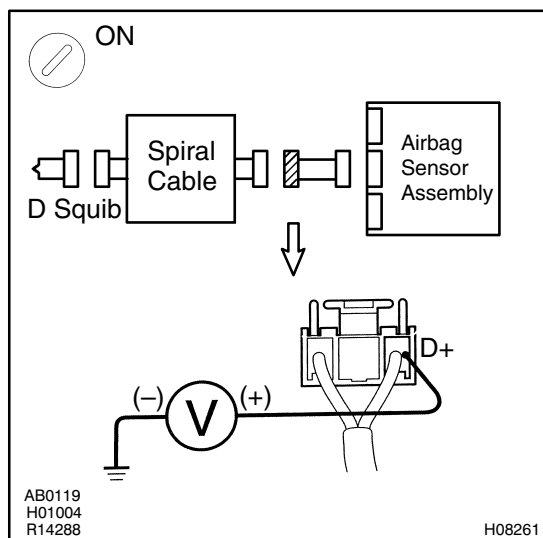 ON
Spiral
Cable
Airbag
Sensor
Assembly
D Squib
D+
(−)
V
(+)
AB0119
H01004
R14288
H08261